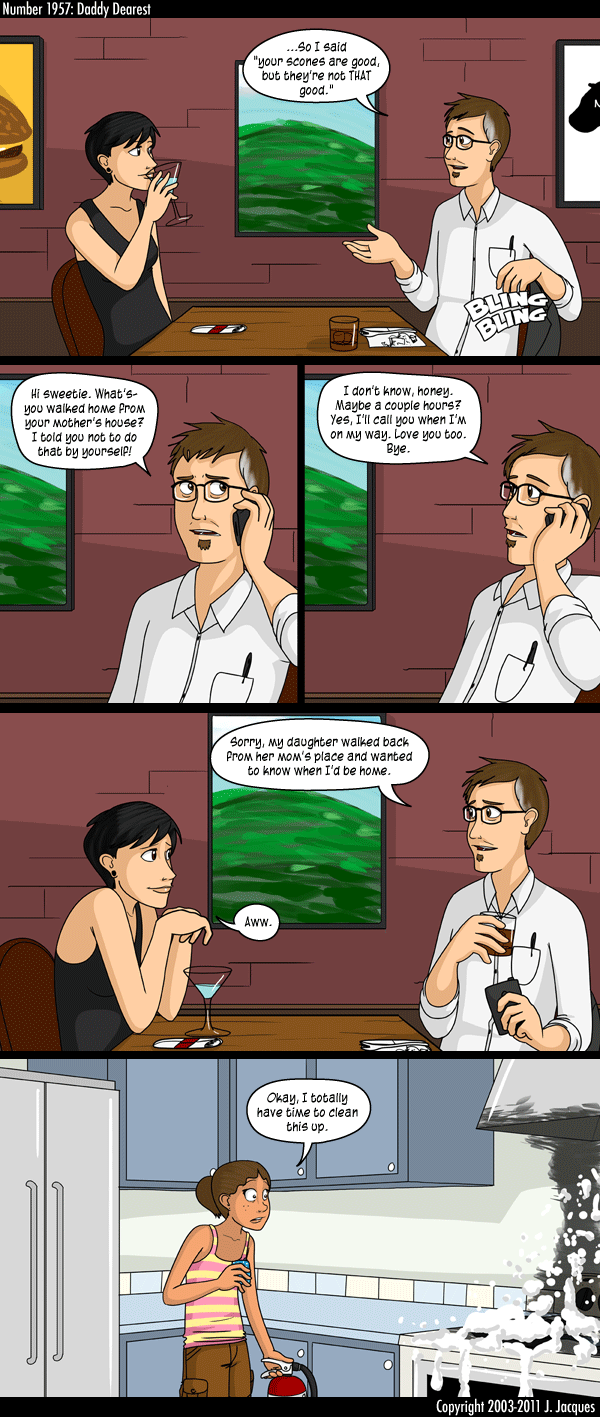 Number 1957: Daddy Dearest
...So I said
"your scones are good,
but they're not THAT
good."
M
BLING
BLING
Hi sweetie. What's-
you walked home from
your mother's house?
I told you not to do
that by yourself!
I don't know, honey.
Maybe a couple hours?
Yes, I'll call you when I'm
on my way. Love you too.
Bye.
Sorry, my daughter walked back
from her mom's place and wanted
to know when I'd be home.
Aww.
Okay, I totally
have time to clean
this up.
Copyright 2003-2011 J. Jacques